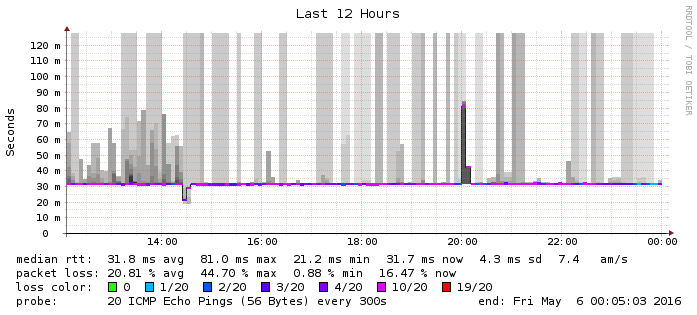 Last 12 Hours
RRDTOOL / TOBI OETIKER
Seconds
120 m
110 m
100 m
90 m
80 m
70 m
60 m
50 m
40 m
30 m
20 m
10 m
0
14:00 16:00 18:00 20:00 22:00 00:00
median rtt: 31.8 ms avg 81.0 ms max 21.2 ms min 31.7 ms now 4.3 ms sd 7.4 am/s
packet loss: 20.81 % avg 44.70 % max 0.88 % min 16.47 % now
loss color: 0 1/20 2/20 3/20 4/20 10/20 19/20
probe: 20 ICMP Echo Pings (56 Bytes) every 300s end: Fri May 6 00:05:03 2016